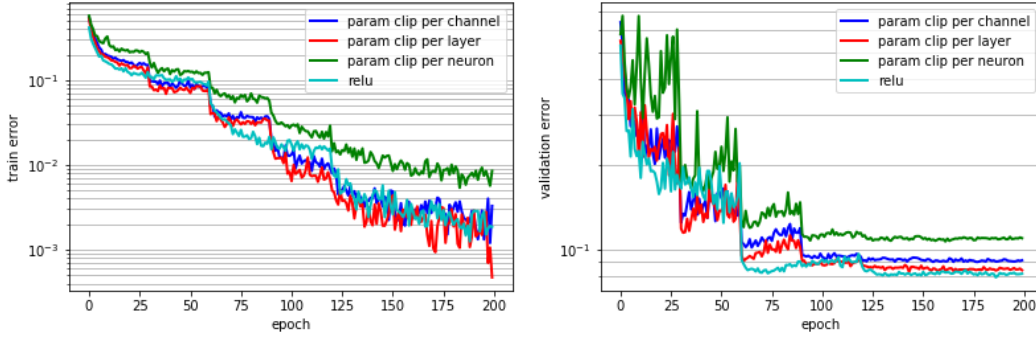 param clip per channel
param clip per layer
param clip per neuron
relu
10⁻¹
10⁻²
10⁻³
train error
0 25 50 75 100 125 150 175 200
epoch
param clip per channel
param clip per layer
param clip per neuron
relu
10⁻¹
validation error
0 25 50 75 100 125 150 175 200
epoch